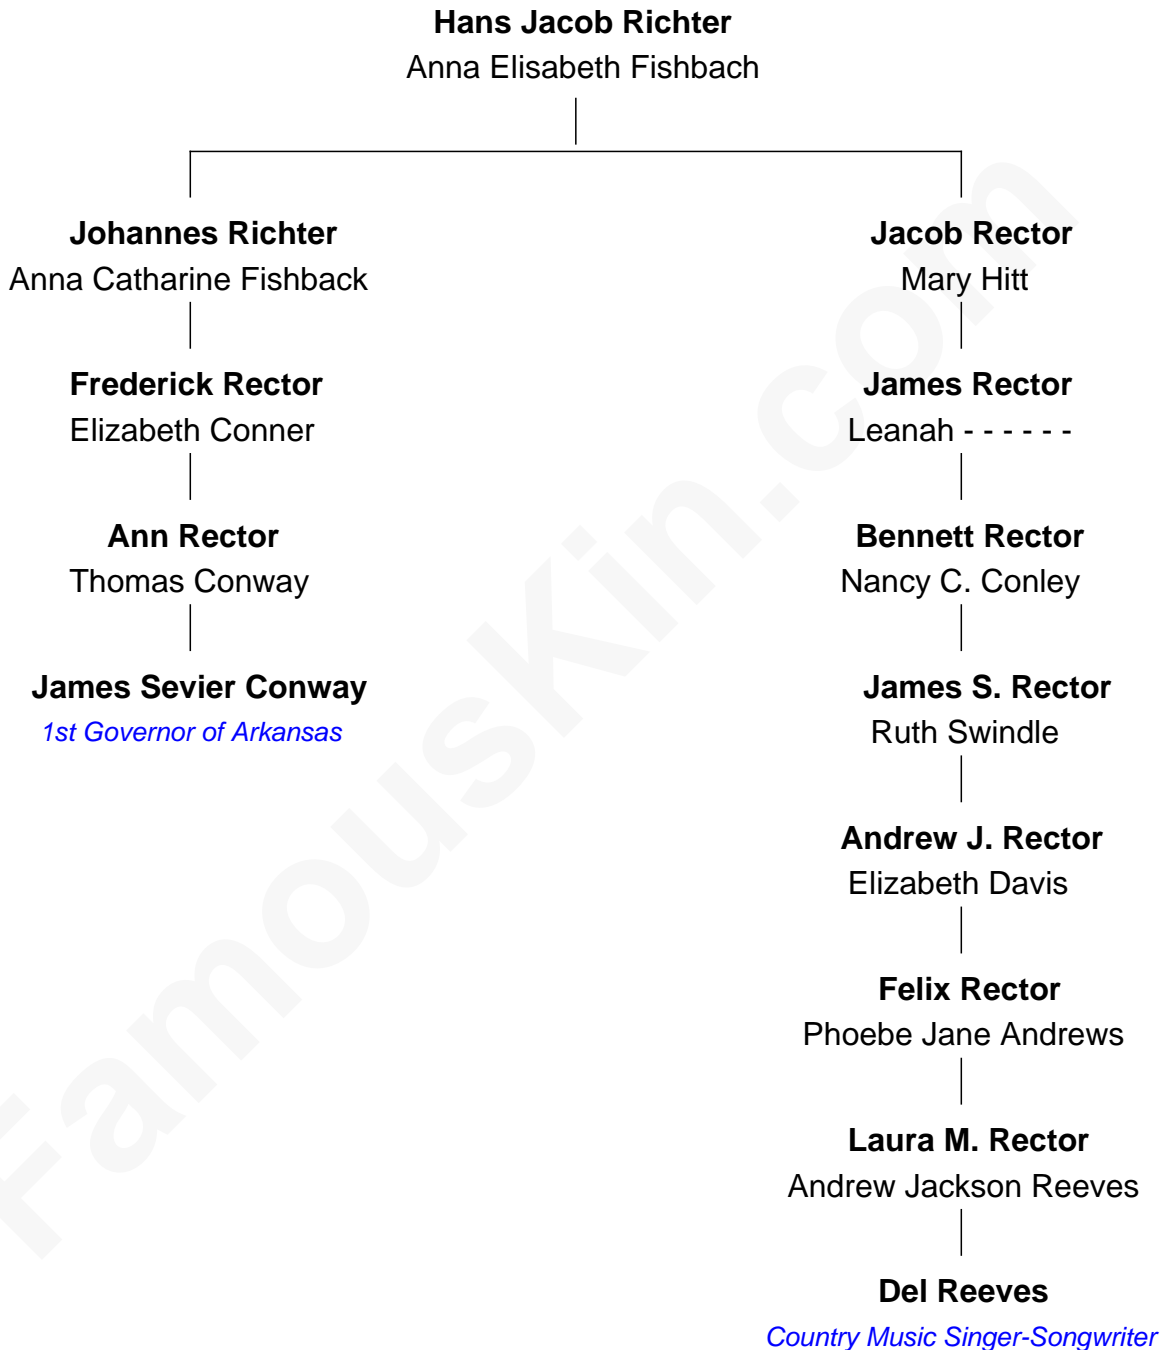 Hans Jacob Richter
Anna Elisabeth Fishbach
Johannes Richter
Anna Catharine Fishback
Jacob Rector
Mary Hitt
Frederick Rector
Elizabeth Conner
James Rector
Leanah - - - - - -
Ann Rector
Thomas Conway
Bennett Rector
Nancy C. Conley
James Sevier Conway
1st Governor of Arkansas
James S. Rector
Ruth Swindle
Andrew J. Rector
Elizabeth Davis
Felix Rector
Phoebe Jane Andrews
Laura M. Rector
Andrew Jackson Reeves
Del Reeves
Country Music Singer-Songwriter
FamousKin.com